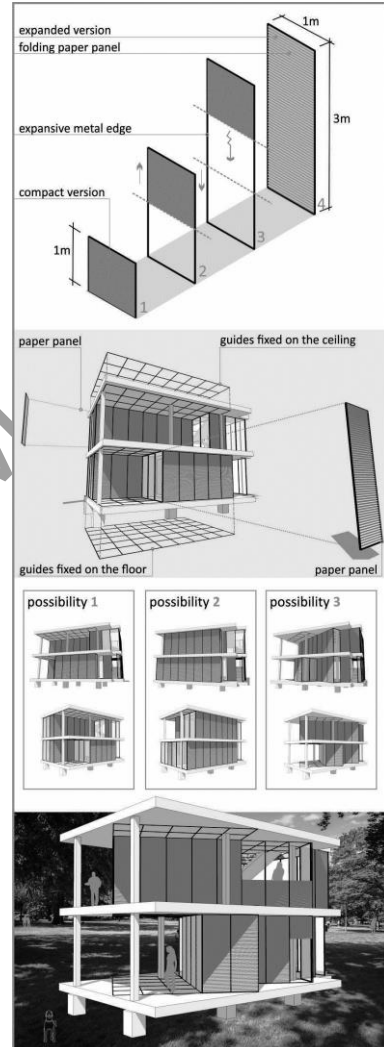 1m
expanded version
folding paper panel
3m
expansive metal edge
compact version
1m
1
2
3
4
paper panel
guides fixed on the ceiling
guides fixed on the floor
paper panel
possibility 1
possibility 2
possibility 3